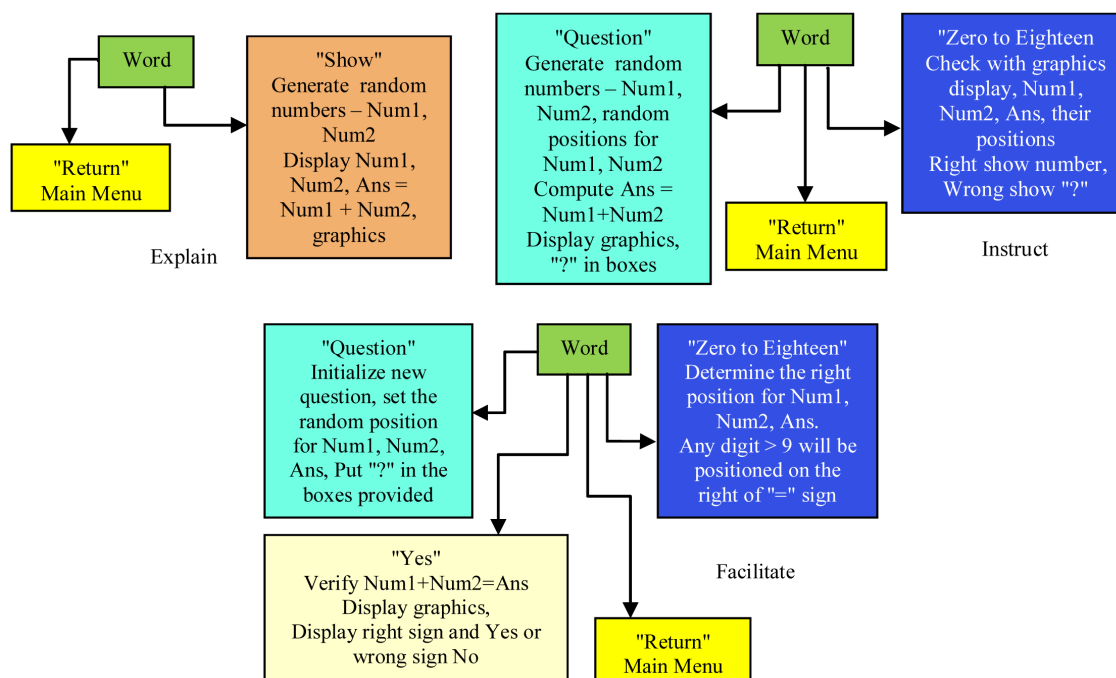 Word
"Show"
Generate random
numbers – Num1,
Num2
Display Num1,
Num2, Ans =
Num1 + Num2,
graphics
"Return"
Main Menu
Explain
"Question"
Generate random
numbers – Num1,
Num2, random
positions for
Num1, Num2
Compute Ans =
Num1+Num2
Display graphics,
"?" in boxes
Word
"Return"
Main Menu
"Zero to Eighteen
Check with graphics
display, Num1,
Num2, Ans, their
positions
Right show number,
Wrong show "?"
Instruct
"Question"
Initialize new
question, set the
random position
for Num1, Num2,
Ans, Put "?" in the
boxes provided
Word
"Zero to Eighteen"
Determine the right
position for Num1,
Num2, Ans.
Any digit > 9 will be
positioned on the
right of "=" sign
"Yes"
Verify Num1+Num2=Ans
Display graphics,
Display right sign and Yes or
wrong sign No
Facilitate
"Return"
Main Menu